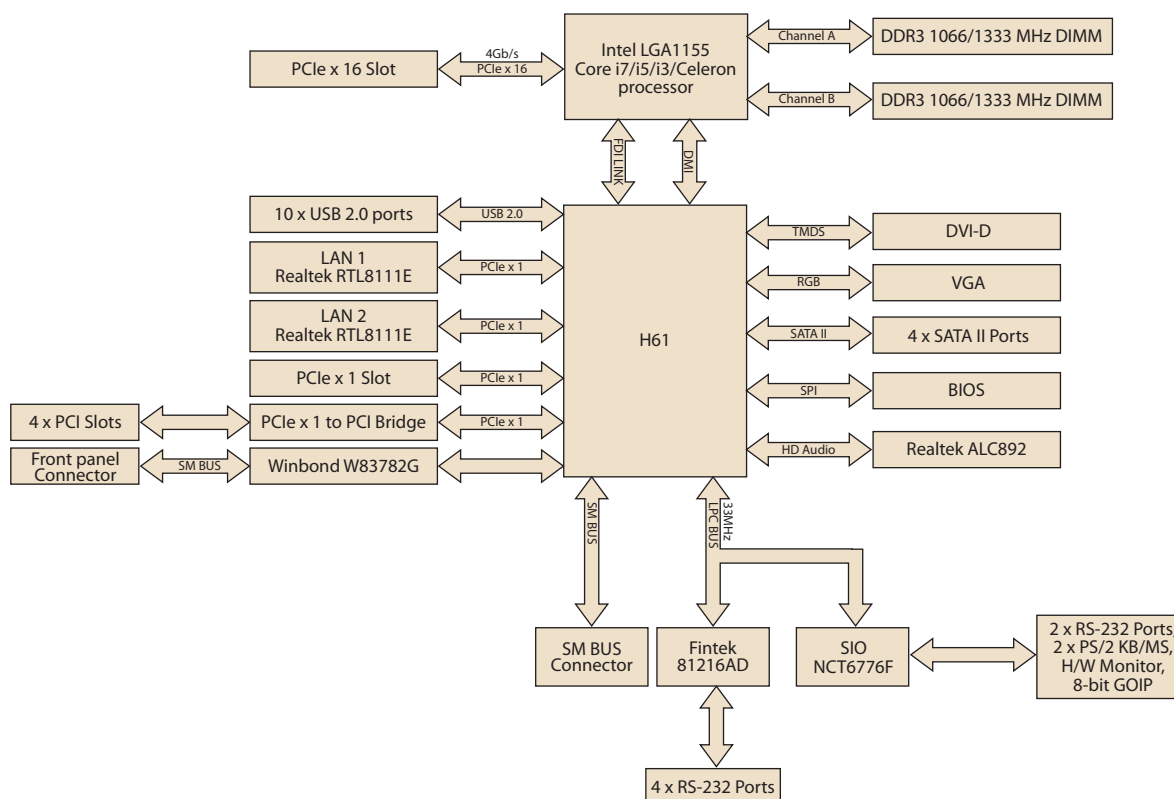 Intel LGA1155
Core i7/i5/i3/Celeron
processor
PCIe x 16 Slot
4Gb/s
PCIe x 16
Channel A
DDR3 1066/1333 MHz DIMM
Channel B
DDR3 1066/1333 MHz DIMM
FDI LINK
DMI
10 x USB 2.0 ports
USB 2.0
LAN 1
Realtek RTL8111E
PCIe x 1
LAN 2
Realtek RTL8111E
PCIe x 1
PCIe x 1 Slot
PCIe x 1
4 x PCI Slots
PCIe x 1 to PCI Bridge
PCIe x 1
Front panel
Connector
SM BUS
Winbond W83782G
H61
TMDS
DVI-D
RGB
VGA
SATA II
4 x SATA II Ports
SPI
BIOS
HD Audio
Realtek ALC892
SM BUS
33MHz
LPC BUS
SM BUS
Connector
Fintek
81216AD
SIO
NCT6776F
2 x RS-232 Ports,
2 x PS/2 KB/MS,
H/W Monitor,
8-bit GOIP
4 x RS-232 Ports